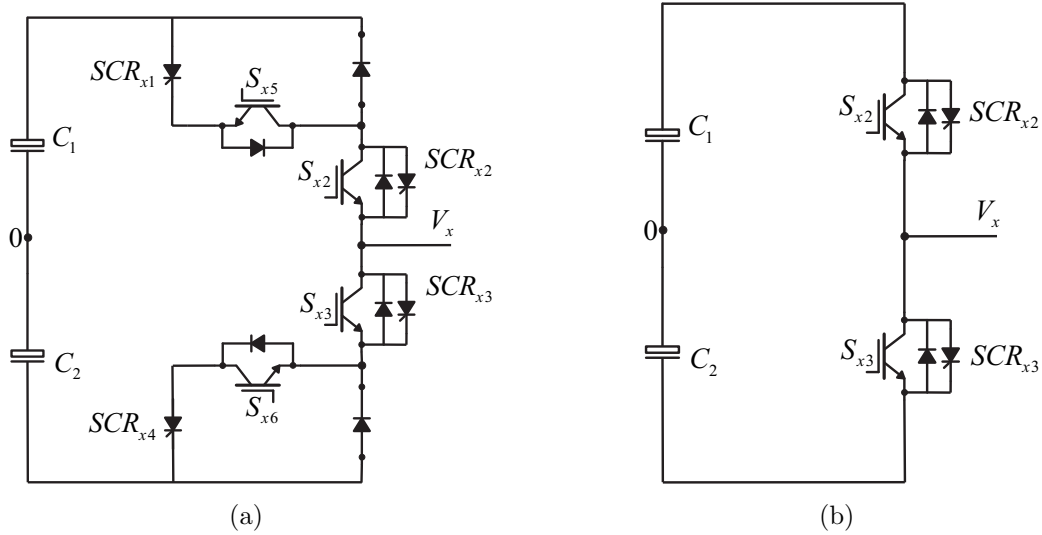 SCRx1
Sx5
C1
Sx2
SCRx2
Vx
0
Sx3
SCRx3
C2
Sx6
SCRx4
(a)
Sx2
SCRx2
C1
Vx
0
Sx3
SCRx3
C2
(b)